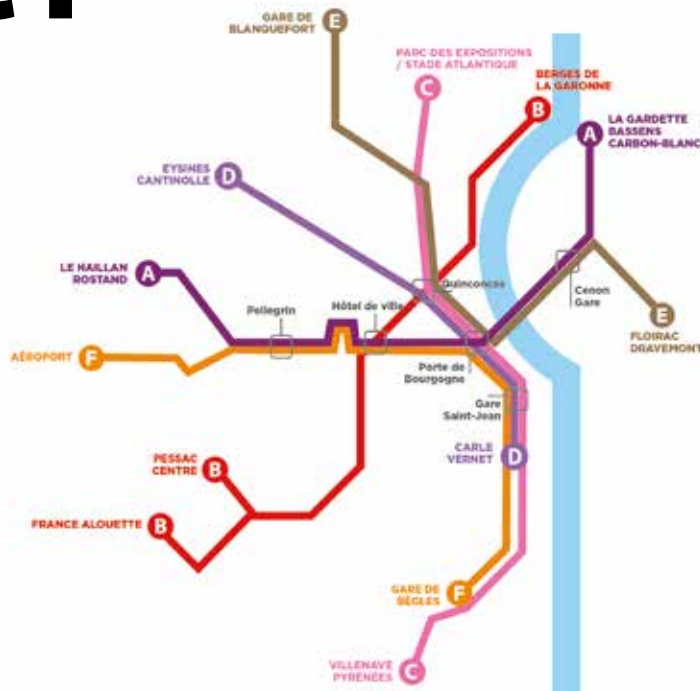 GARE DE
BLANQUEFORT
E
PARC DES EXPOSITIONS
/ STADE ATLANTIQUE
C
BERGES DE
LA GARONNE
B
A
LA GARDETTE
BASSENS
CARBON-BLANC
EYSINES
CANTINOLLE
D
LE HAILLAN
ROSTAND
A
Quinconces
Cenon
Gare
Pellegrin
Hôtel de ville
E
FLOIRAC
DRAVEMONT
AÉROPORT
F
Porte de
Bourgogne
Gare
Saint-Jean
CARLE
VERNET
D
PESSAC
CENTRE
B
FRANCE ALOUETTE
B
GARE DE
BÈGLES
F
VILLENAVE
PYRÉNÉES
C